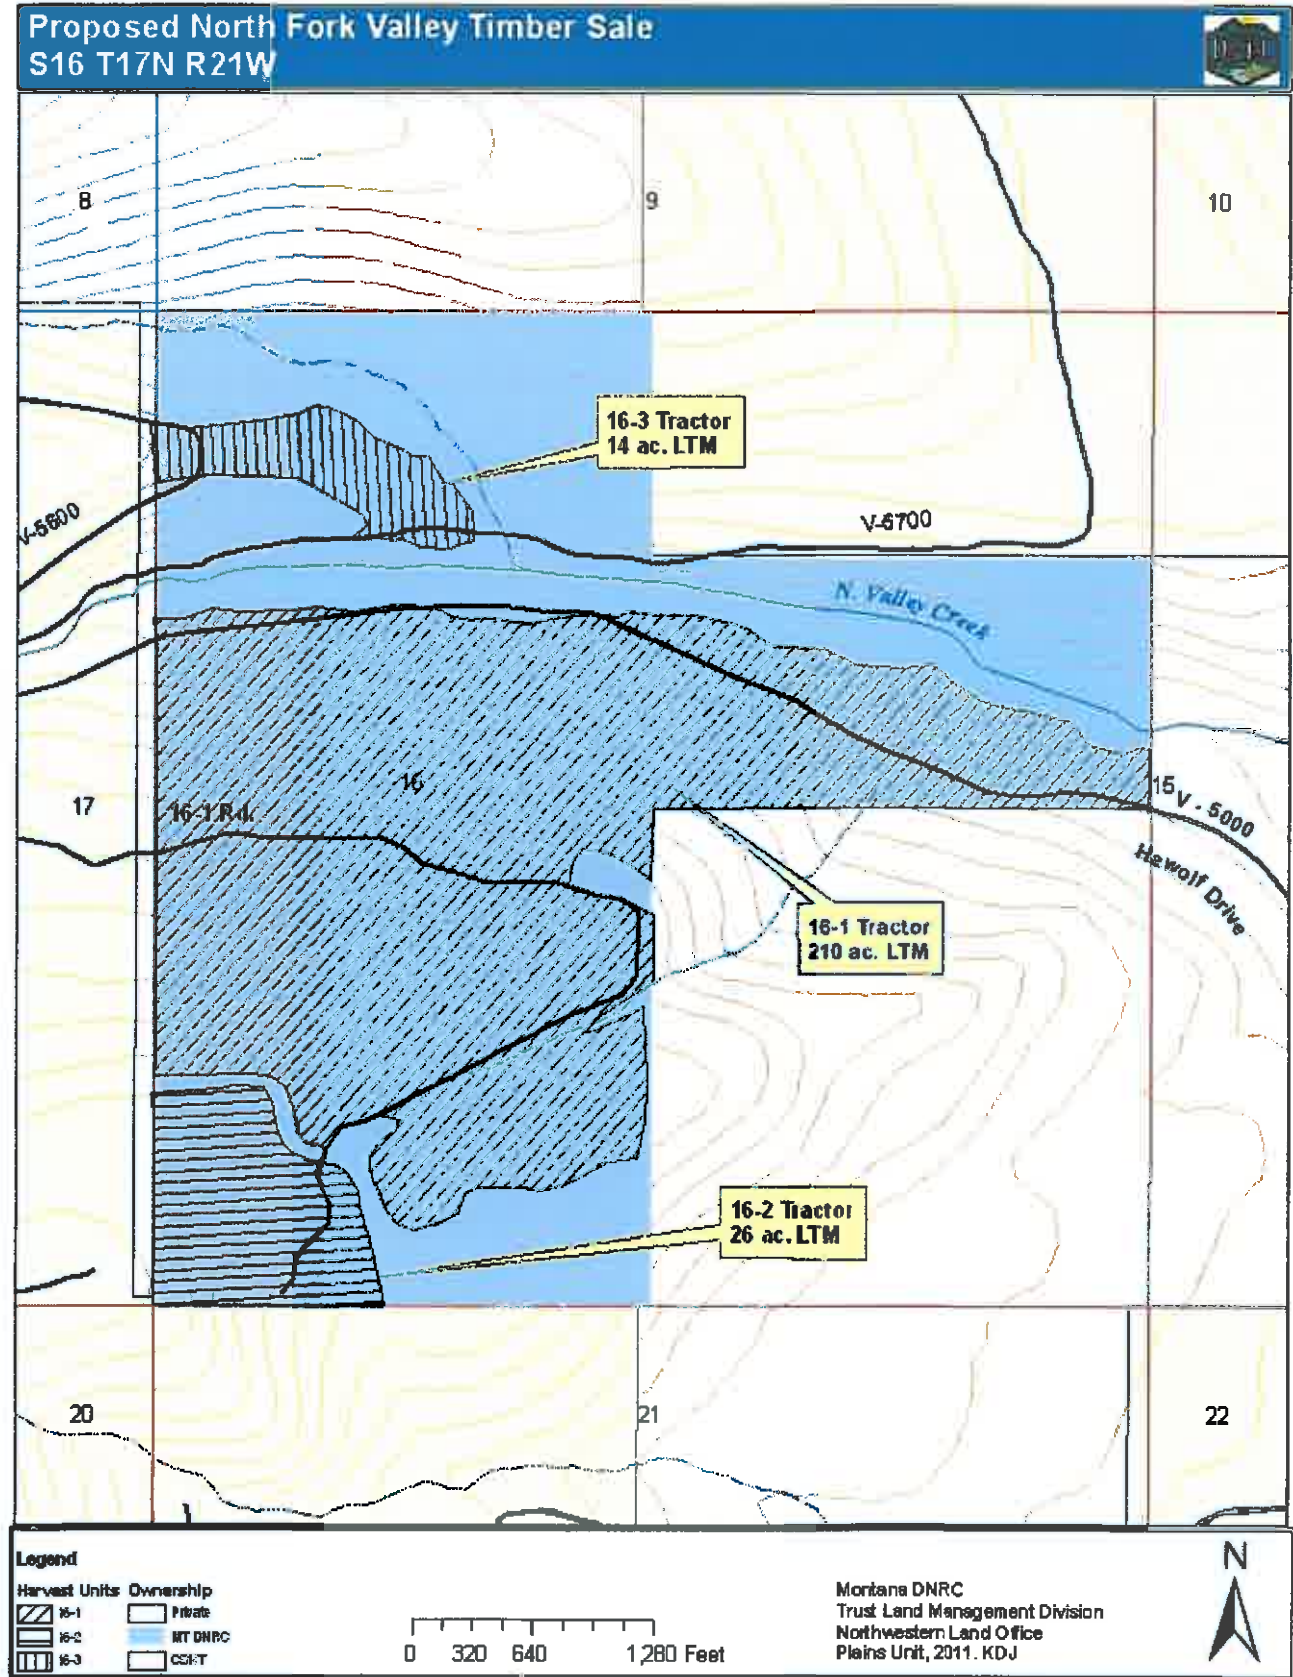 Proposed North Fork Valley Timber Sale
S16 T17N R21W
8
9
10
16-3 Tractor
14 ac. LTM
V-5600
V-6700
N. Valley Creek
16
17
16-1 Rd.
15
V - 5000
Hewolf Drive
16-1 Tractor
210 ac. LTM
16-2 Tractor
26 ac. LTM
20
21
22
Legend
Harvest Units Ownership
16-1 Private
16-2 MT DNRC
16-3 CSKT
0 320 640 1,280 Feet
Montana DNRC
Trust Land Management Division
Northwestern Land Office
Plains Unit, 2011. KDJ
N